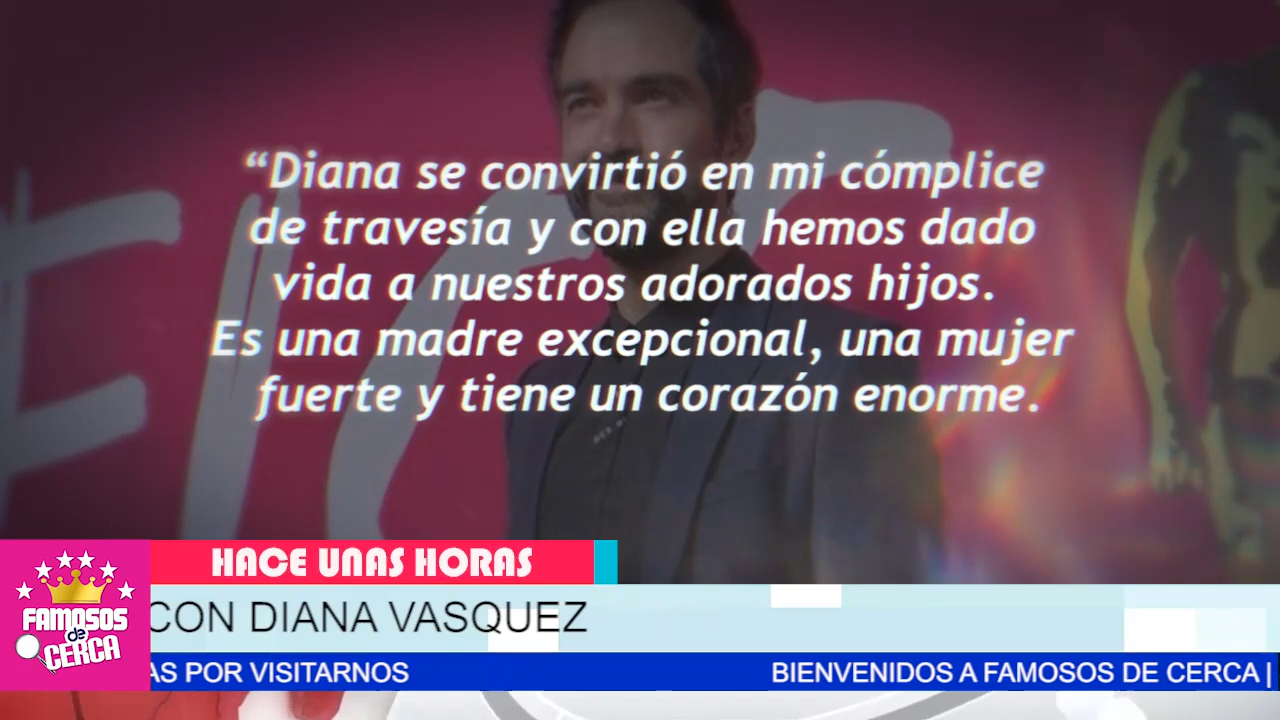 “Diana se convirtió en mi cómplice
de travesía y con ella hemos dado
vida a nuestros adorados hijos.
Es una madre excepcional, una mujer
fuerte y tiene un corazón enorme.
HACE UNAS HORAS
CON DIANA VASQUEZ
FAMOSOS
de
CERCA
AS POR VISITARNOS
BIENVENIDOS A FAMOSOS DE CERCA |